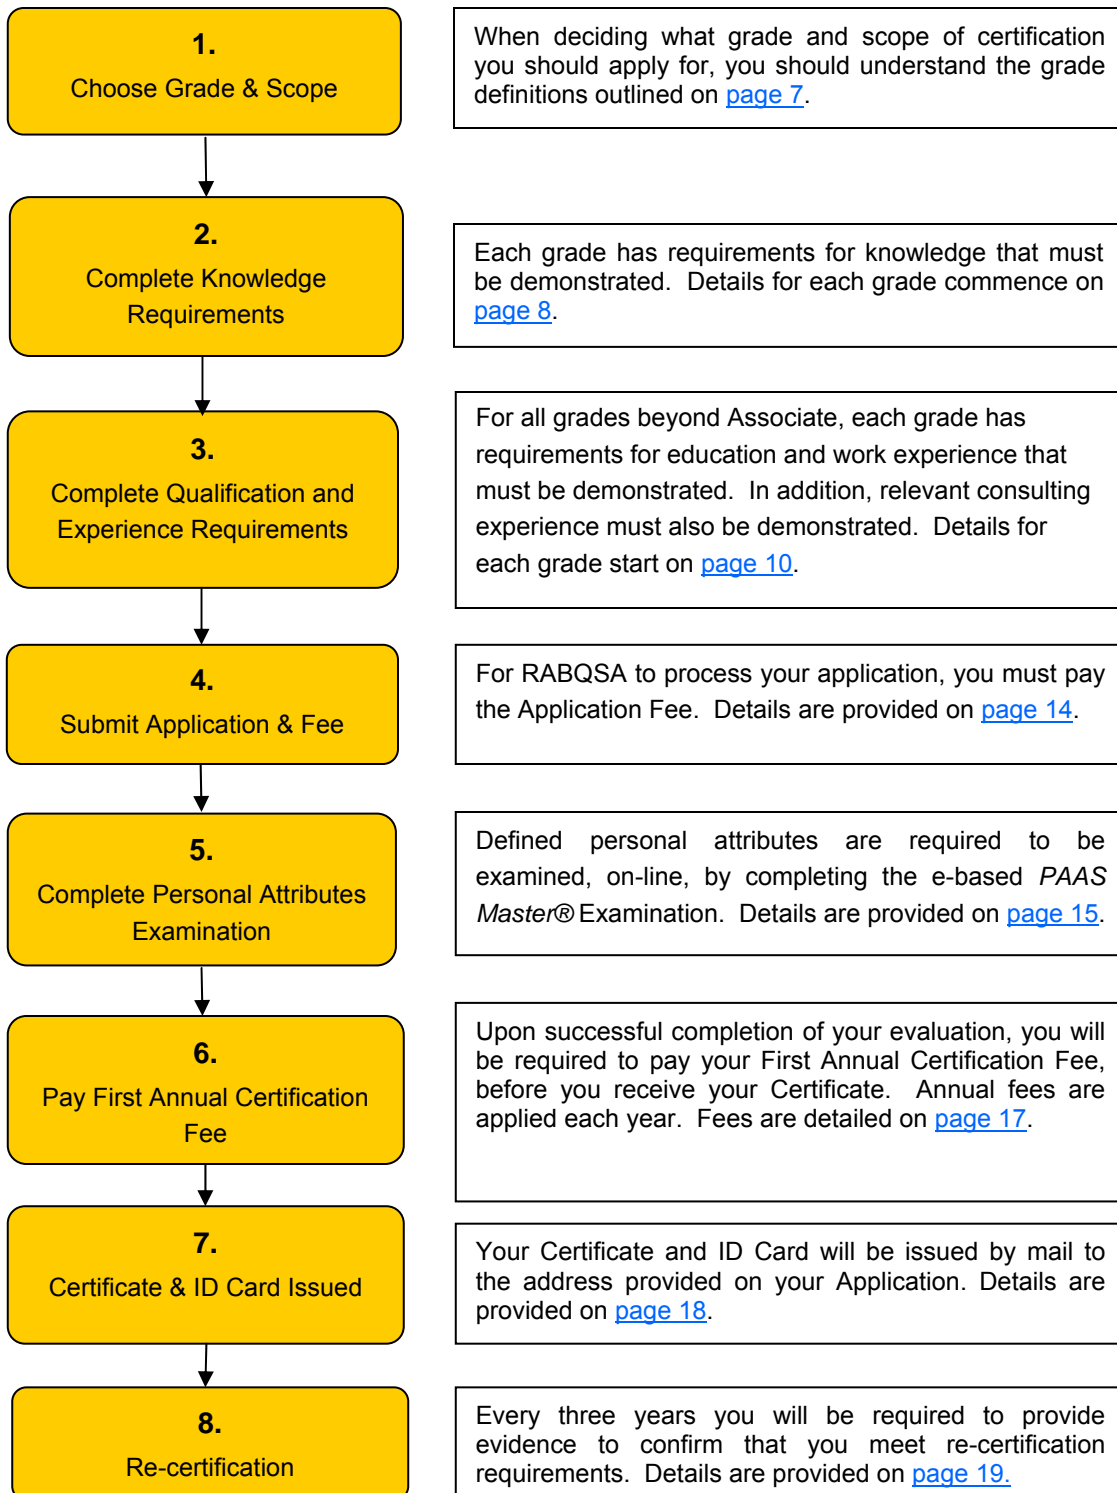 1.
Choose Grade & Scope
When deciding what grade and scope of certification
you should apply for, you should understand the grade
definitions outlined on page 7.
2.
Complete Knowledge
Requirements
Each grade has requirements for knowledge that must
be demonstrated. Details for each grade commence on
page 8.
3.
Complete Qualification and
Experience Requirements
For all grades beyond Associate, each grade has
requirements for education and work experience that
must be demonstrated. In addition, relevant consulting
experience must also be demonstrated. Details for
each grade start on page 10.
4.
Submit Application & Fee
For RABQSA to process your application, you must pay
the Application Fee. Details are provided on page 14.
5.
Complete Personal Attributes
Examination
Defined personal attributes are required to be
examined, on-line, by completing the e-based PAAS
Master® Examination. Details are provided on page 15.
6.
Pay First Annual Certification
Fee
Upon successful completion of your evaluation, you will
be required to pay your First Annual Certification Fee,
before you receive your Certificate. Annual fees are
applied each year. Fees are detailed on page 17.
7.
Certificate & ID Card Issued
Your Certificate and ID Card will be issued by mail to
the address provided on your Application. Details are
provided on page 18.
8.
Re-certification
Every three years you will be required to provide
evidence to confirm that you meet re-certification
requirements. Details are provided on page 19.